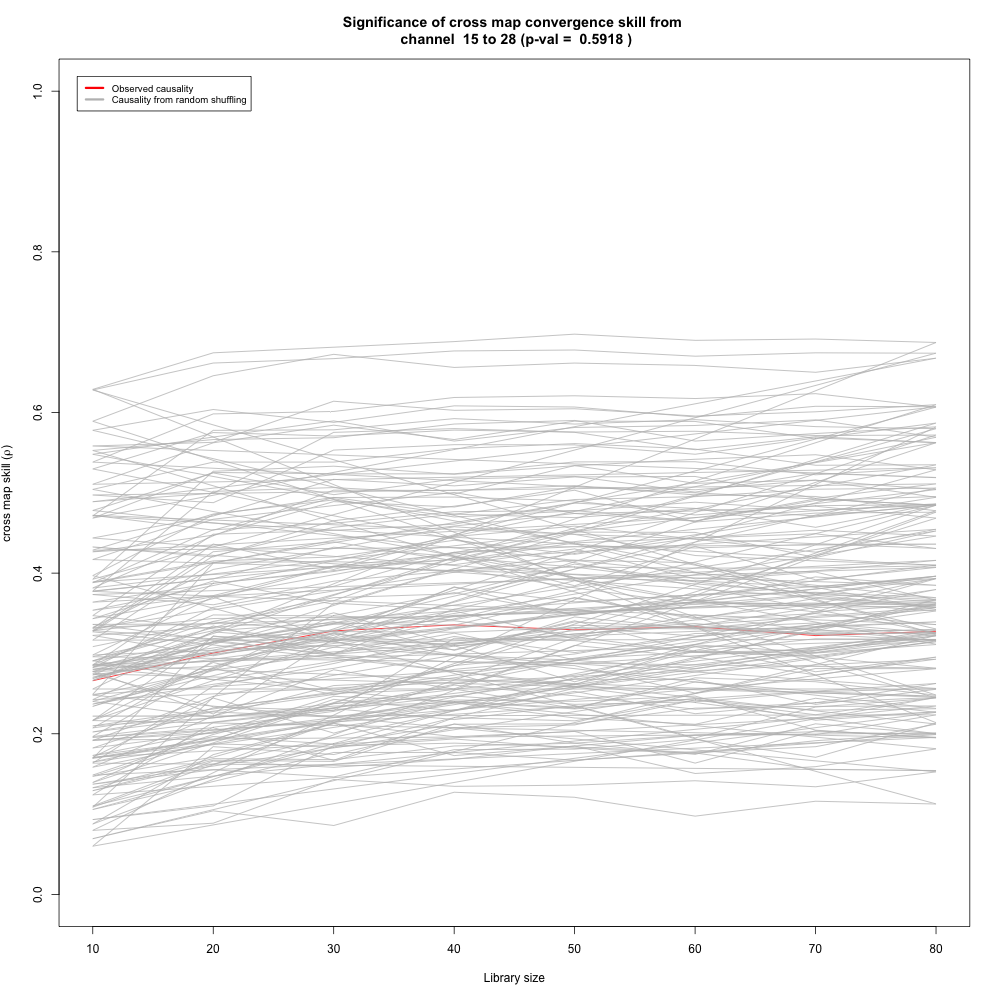 Significance of cross map convergence skill from
channel  15 to 28 (p-val =  0.5918 )
Observed causality
Causality from random shuffling
1.0
0.8
0.6
0.4
0.2
0.0
cross map skill (ρ)
10 20 30 40 50 60 70 80
Library size